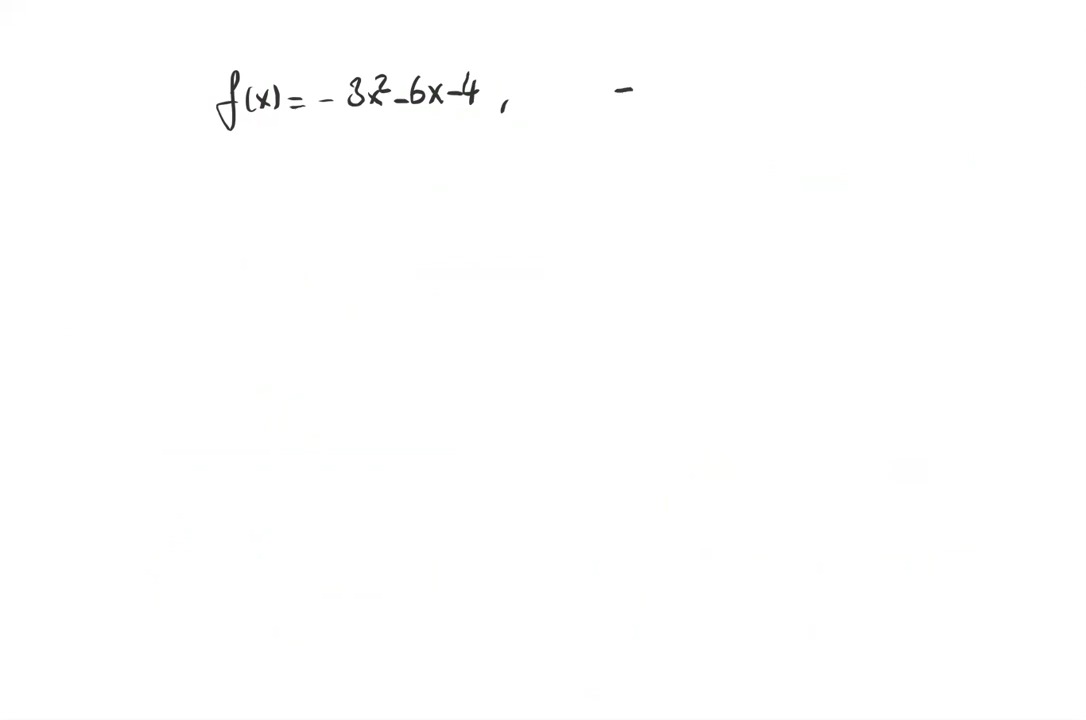 f(x) = - 3x² - 6x - 4 , -